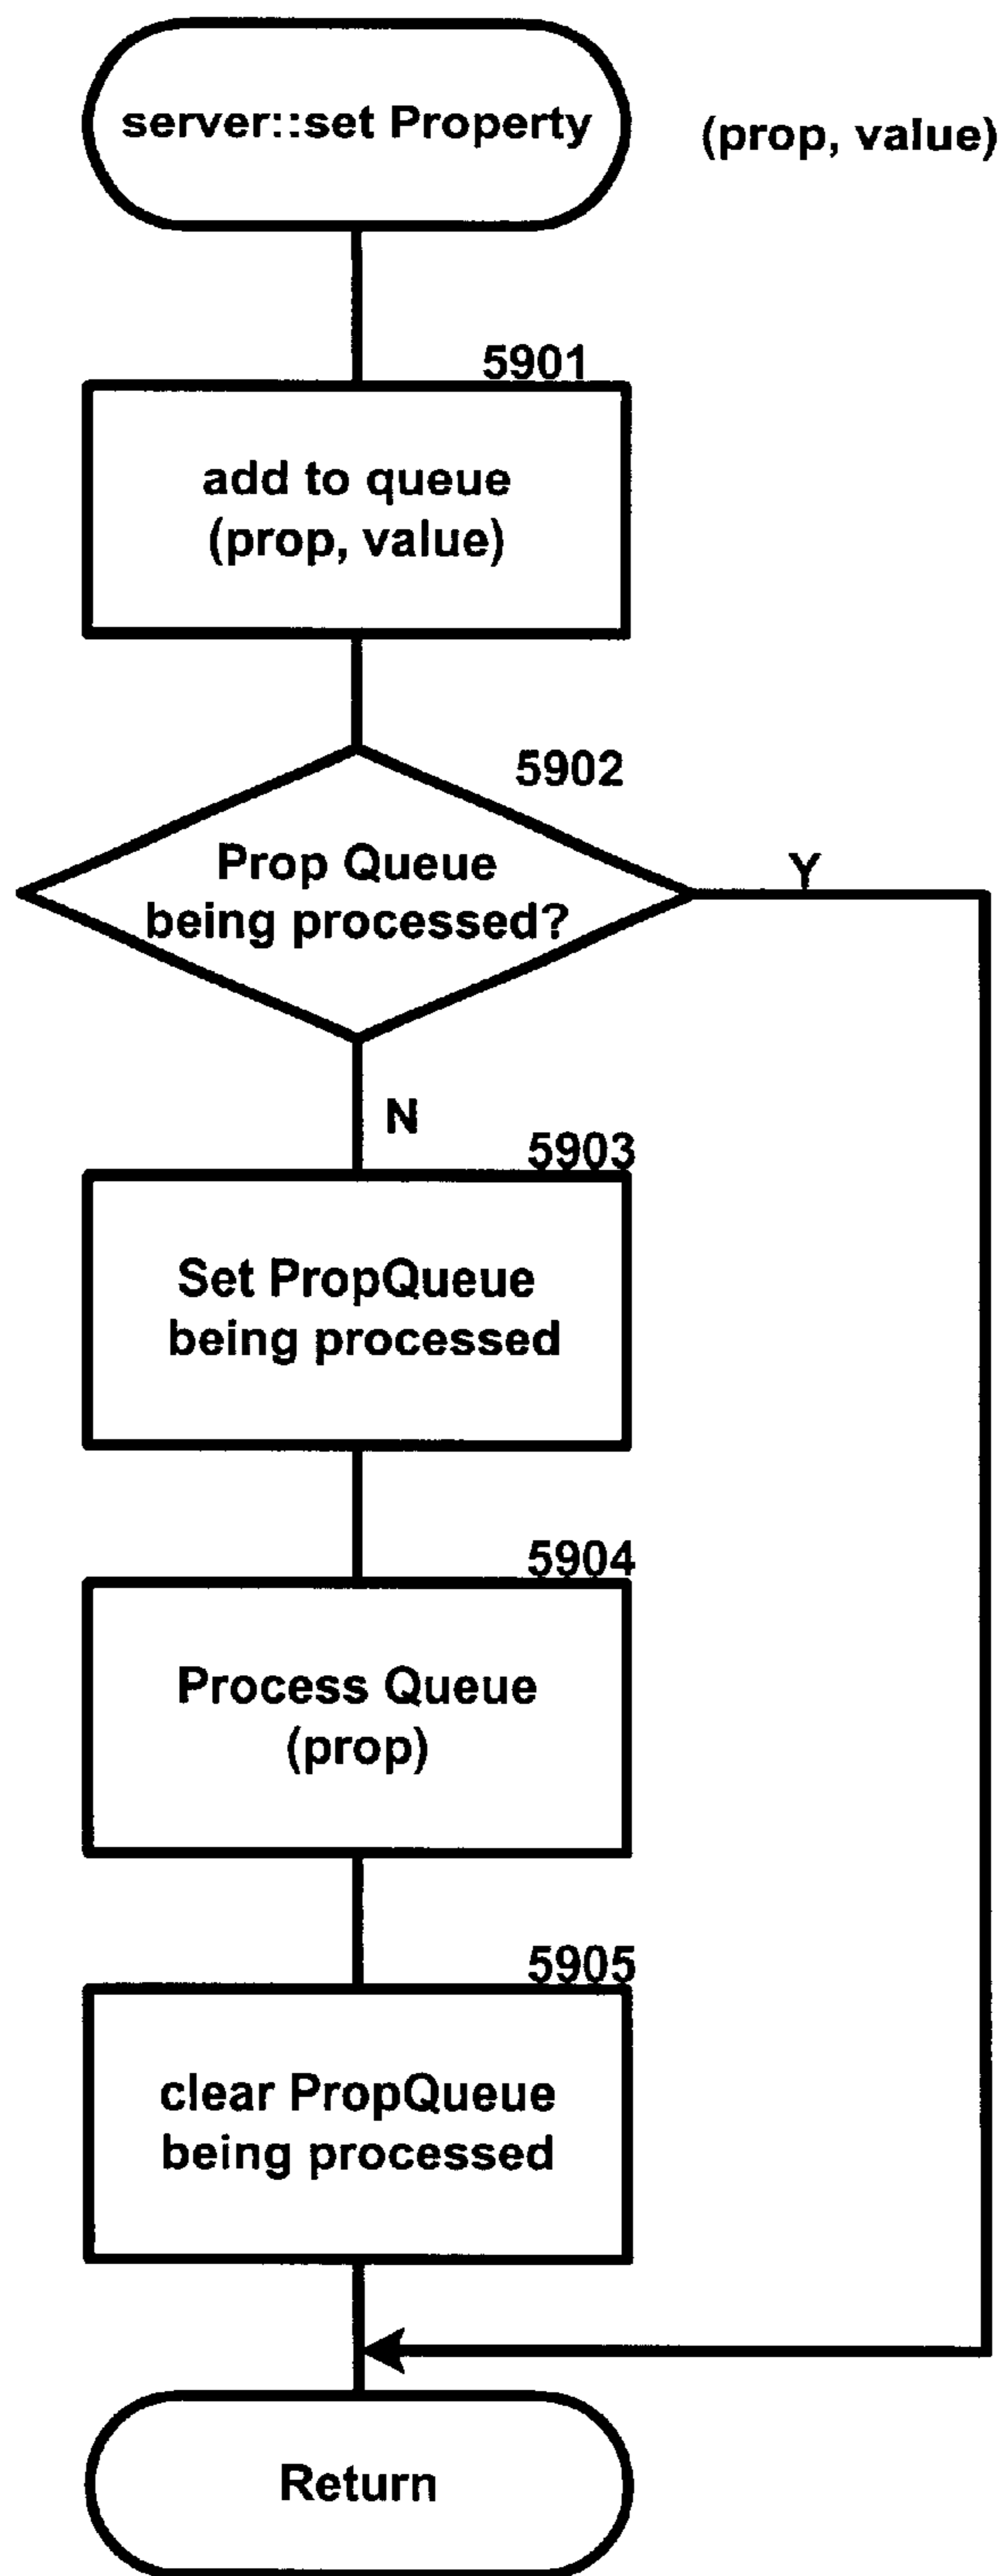 server::set Property
(prop, value)
5901
add to queue
(prop, value)
5902
Prop Queue
being processed?
Y
N
5903
Set PropQueue
being processed
5904
Process Queue
(prop)
5905
clear PropQueue
being processed
Return